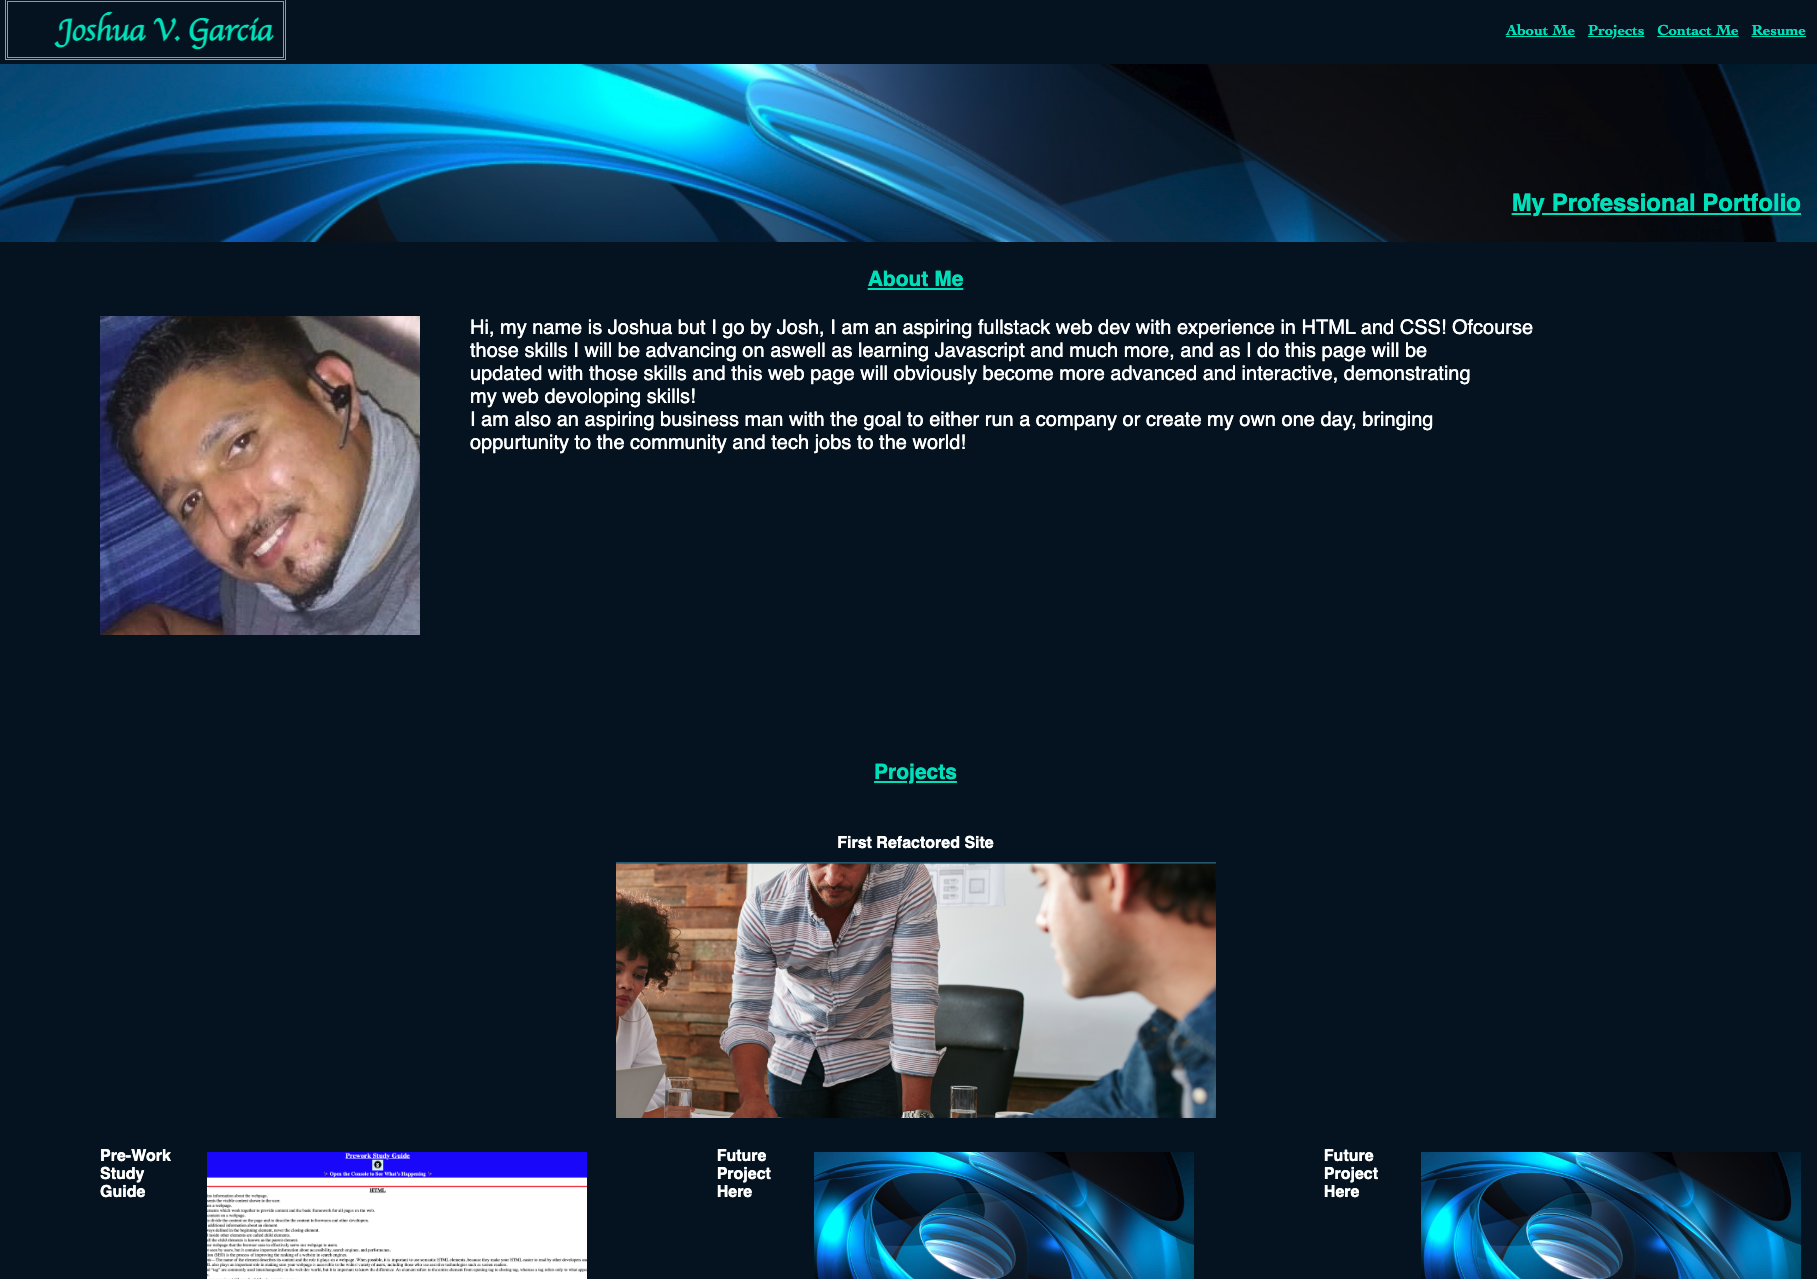 Joshua V. Garcia
About Me Projects Contact Me Resume
My Professional Portfolio
About Me
Hi, my name is Joshua but I go by Josh, I am an aspiring fullstack web dev with experience in HTML and CSS! Ofcourse
those skills I will be advancing on aswell as learning Javascript and much more, and as I do this page will be
updated with those skills and this web page will obviously become more advanced and interactive, demonstrating
my web devoloping skills!
I am also an aspiring business man with the goal to either run a company or create my own one day, bringing
oppurtunity to the community and tech jobs to the world!
Projects
First Refactored Site
Pre-Work
Study
Guide
Prework Study Guide
Open the Console to See What's Happening
HTML
Future
Project
Here
Future
Project
Here